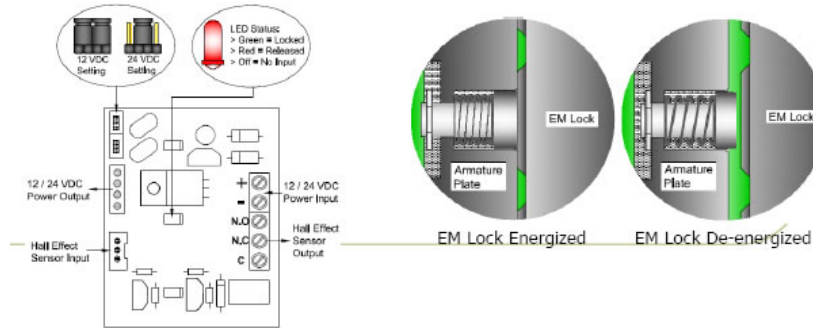 12 VDC
Setting
24 VDC
Setting
LED Status:
> Green = Locked
> Red = Released
> Off = No Input
12 / 24 VDC
Power Output
Hall Effect
Sensor Input
+
-
N.O
N.C
C
12 / 24 VDC
Power Input
Hall Effect
Sensor
Output
EM Lock
Armature
Plate
EM Lock Energized
EM Lock
Armature
Plate
EM Lock De-energized